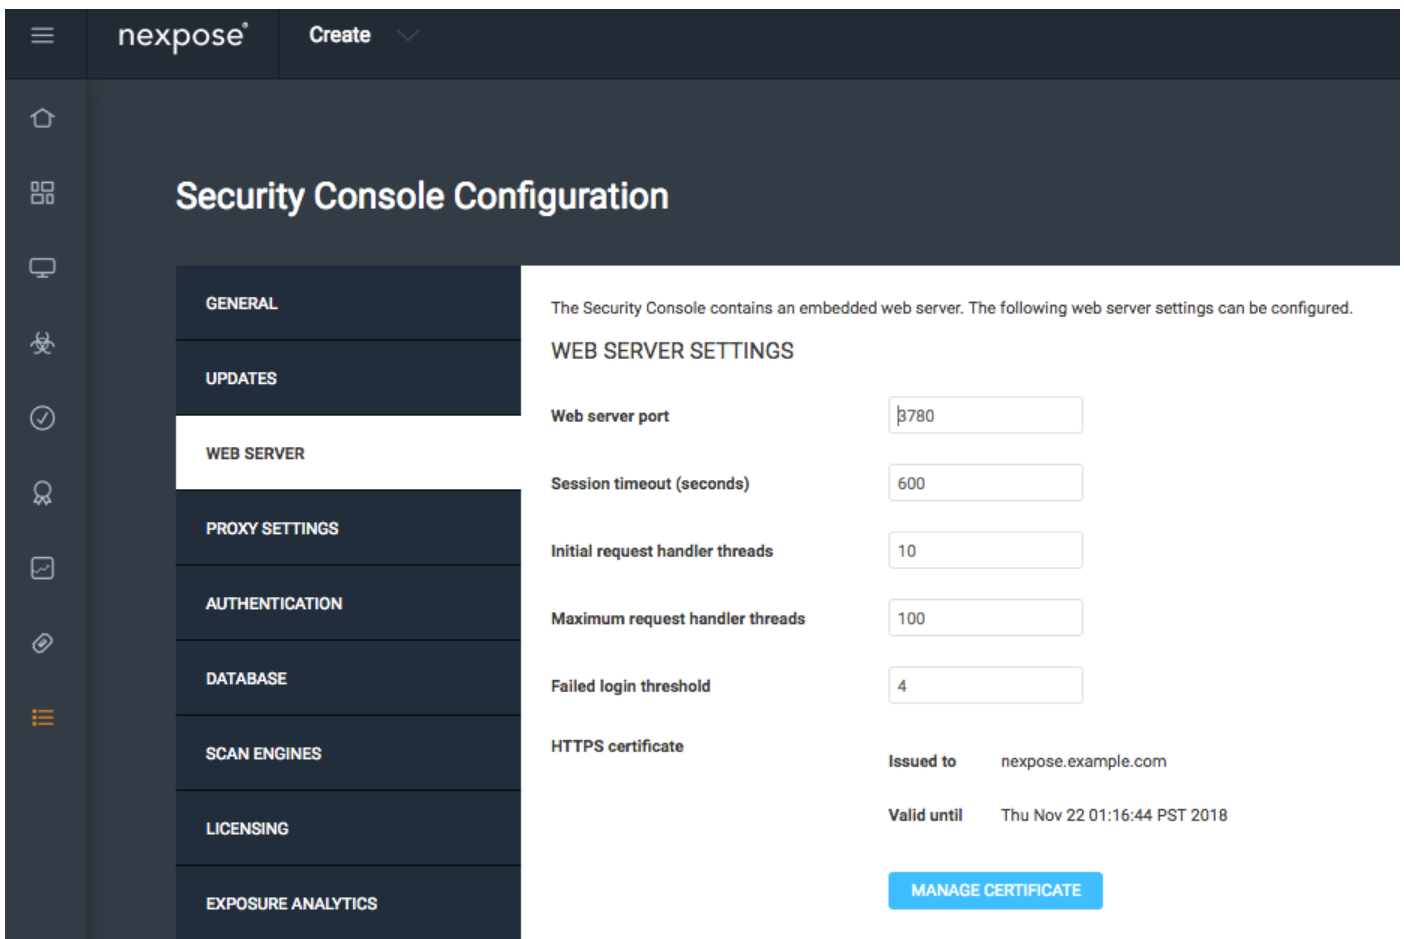 nexpose®
Create
Security Console Configuration
GENERAL
UPDATES
WEB SERVER
PROXY SETTINGS
AUTHENTICATION
DATABASE
SCAN ENGINES
LICENSING
EXPOSURE ANALYTICS
The Security Console contains an embedded web server. The following web server settings can be configured.
WEB SERVER SETTINGS
Web server port 3780
Session timeout (seconds) 600
Initial request handler threads 10
Maximum request handler threads 100
Failed login threshold 4
HTTPS certificate
Issued to nexpose.example.com
Valid until Thu Nov 22 01:16:44 PST 2018
MANAGE CERTIFICATE